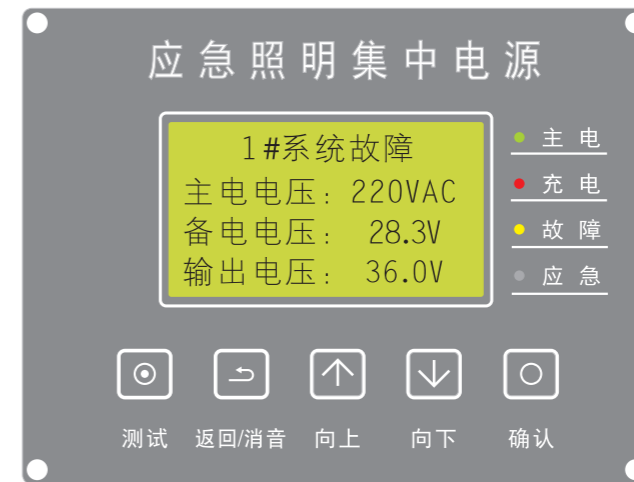 应急照明集中电源
1#系统故障
主电电压: 220VAC
备电电压: 28.3V
输出电压: 36.0V
主电
充电
故障
应急
测试 返回/消音 向上 向下 确认